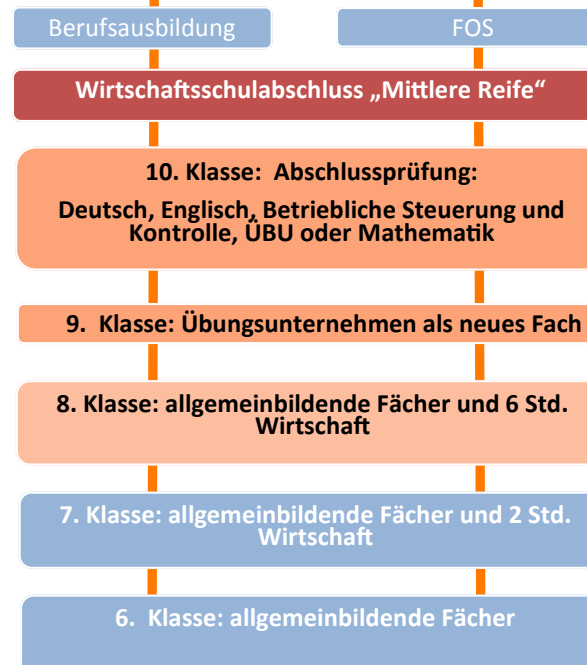 Berufsausbildung
FOS
Wirtschaftsschulabschluss „Mittlere Reife“
10. Klasse: Abschlussprüfung:
Deutsch, Englisch, Betriebliche Steuerung und
Kontrolle, ÜBU oder Mathematik
9. Klasse: Übungsunternehmen als neues Fach
8. Klasse: allgemeinbildende Fächer und 6 Std.
Wirtschaft
7. Klasse: allgemeinbildende Fächer und 2 Std.
Wirtschaft
6. Klasse: allgemeinbildende Fächer